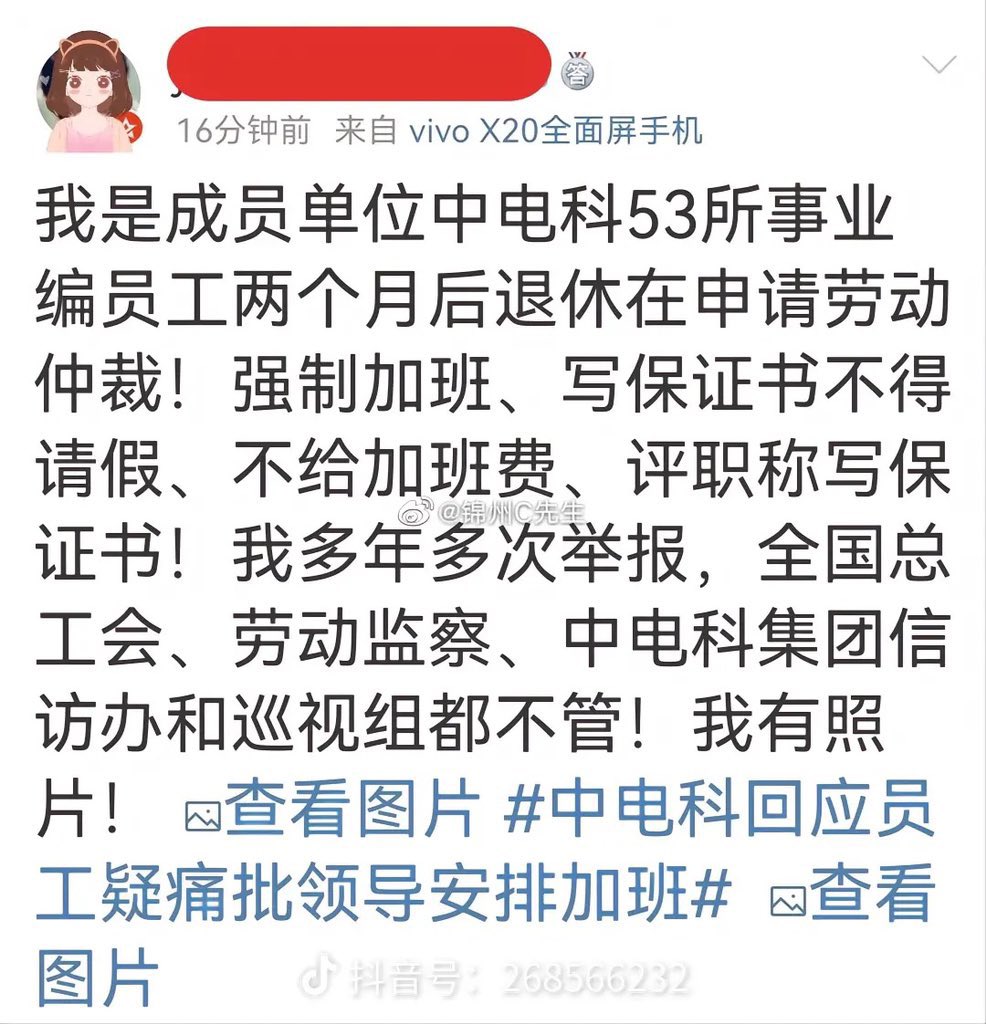 答
16分钟前 来自 vivo X20全面屏手机
我是成员单位中电科53所事业
编员工两个月后退休在申请劳动
仲裁！强制加班、写保证书不得
请假、不给加班费、评职称写保
@锦州C先生
证书！我多年多次举报，全国总
工会、劳动监察、中电科集团信
访办和巡视组都不管！我有照
片！ 查看图片 #中电科回应员
工疑痛批领导安排加班# 查看
图片
抖音号：268566232